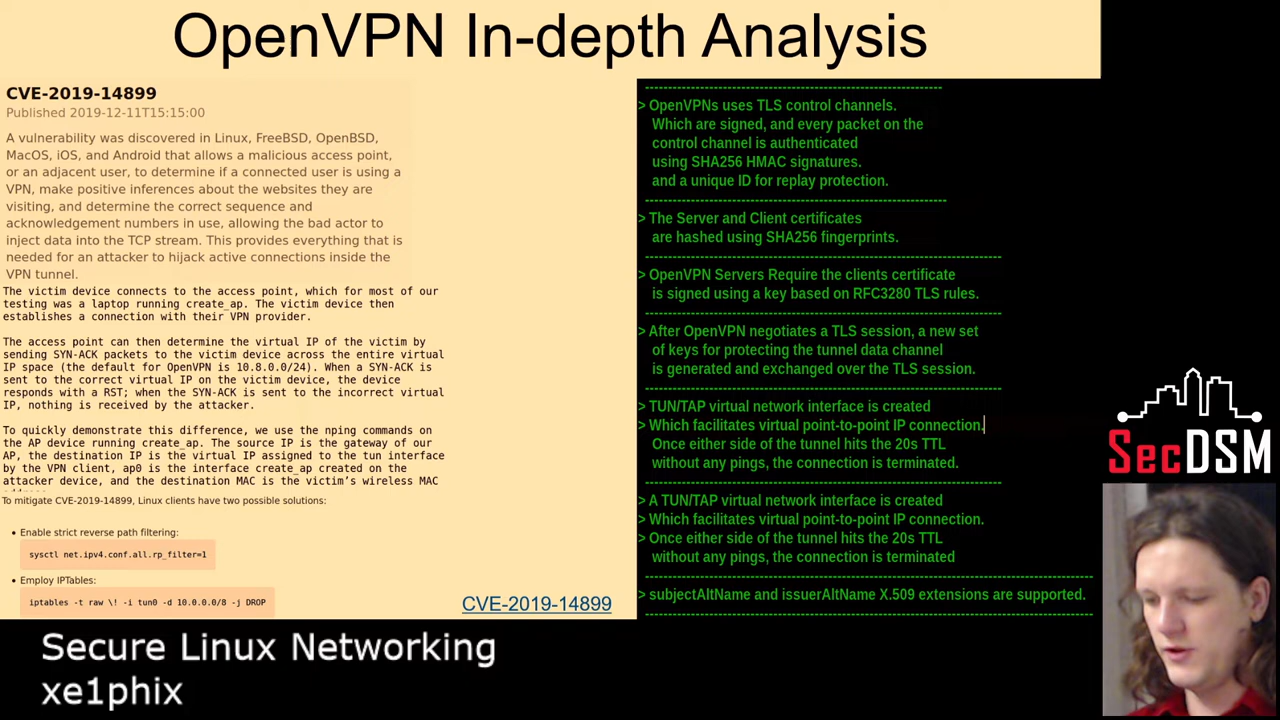 OpenVPN In-depth Analysis
CVE-2019-14899
Published 2019-12-11T15:15:00
A vulnerability was discovered in Linux, FreeBSD, OpenBSD,
MacOS, iOS, and Android that allows a malicious access point,
or an adjacent user, to determine if a connected user is using a
VPN, make positive inferences about the websites they are
visiting, and determine the correct sequence and
acknowledgement numbers in use, allowing the bad actor to
inject data into the TCP stream. This provides everything that is
needed for an attacker to hijack active connections inside the
VPN tunnel.
The victim device connects to the access point, which for most of our
testing was a laptop running create_ap. The victim device then
establishes a connection with their VPN provider.
The access point can then determine the virtual IP of the victim by
sending SYN-ACK packets to the victim device across the entire virtual
IP space (the default for OpenVPN is 10.8.0.0/24). When a SYN-ACK is
sent to the correct virtual IP on the victim device, the device
responds with a RST; when the SYN-ACK is sent to the incorrect virtual
IP, nothing is received by the attacker.
To quickly demonstrate this difference, we use the nping commands on
the AP device running create_ap. The source IP is the gateway of our
AP, the destination IP is the virtual IP assigned to the tun interface
by the VPN client, ap0 is the interface create_ap created on the
attacker device, and the destination MAC is the victim's wireless MAC
To mitigate CVE-2019-14899, Linux clients have two possible solutions:
• Enable strict reverse path filtering:
sysctl net.ipv4.conf.all.rp_filter=1
• Employ IPTables:
iptables -t raw \! -i tun0 -d 10.0.0.0/8 -j DROP
CVE-2019-14899
--------------------------------------------------------
> OpenVPNs uses TLS control channels.
Which are signed, and every packet on the
control channel is authenticated
using SHA256 HMAC signatures.
and a unique ID for replay protection.
---------------------------------------------------------
> The Server and Client certificates
are hashed using SHA256 fingerprints.
--------------------------------------------------------------------
> OpenVPN Servers Require the clients certificate
is signed using a key based on RFC3280 TLS rules.
--------------------------------------------------------------------
> After OpenVPN negotiates a TLS session, a new set
of keys for protecting the tunnel data channel
is generated and exchanged over the TLS session.
--------------------------------------------------------------------
> TUN/TAP virtual network interface is created
> Which facilitates virtual point-to-point IP connection.
Once either side of the tunnel hits the 20s TTL
without any pings, the connection is terminated.
--------------------------------------------------------------------
> A TUN/TAP virtual network interface is created
> Which facilitates virtual point-to-point IP connection.
> Once either side of the tunnel hits the 20s TTL
without any pings, the connection is terminated
-----------------------------------------------------------------------------------
> subjectAltName and issuerAltName X.509 extensions are supported.
-----------------------------------------------------------------------------------
SecDSM
Secure Linux Networking
xe1phix